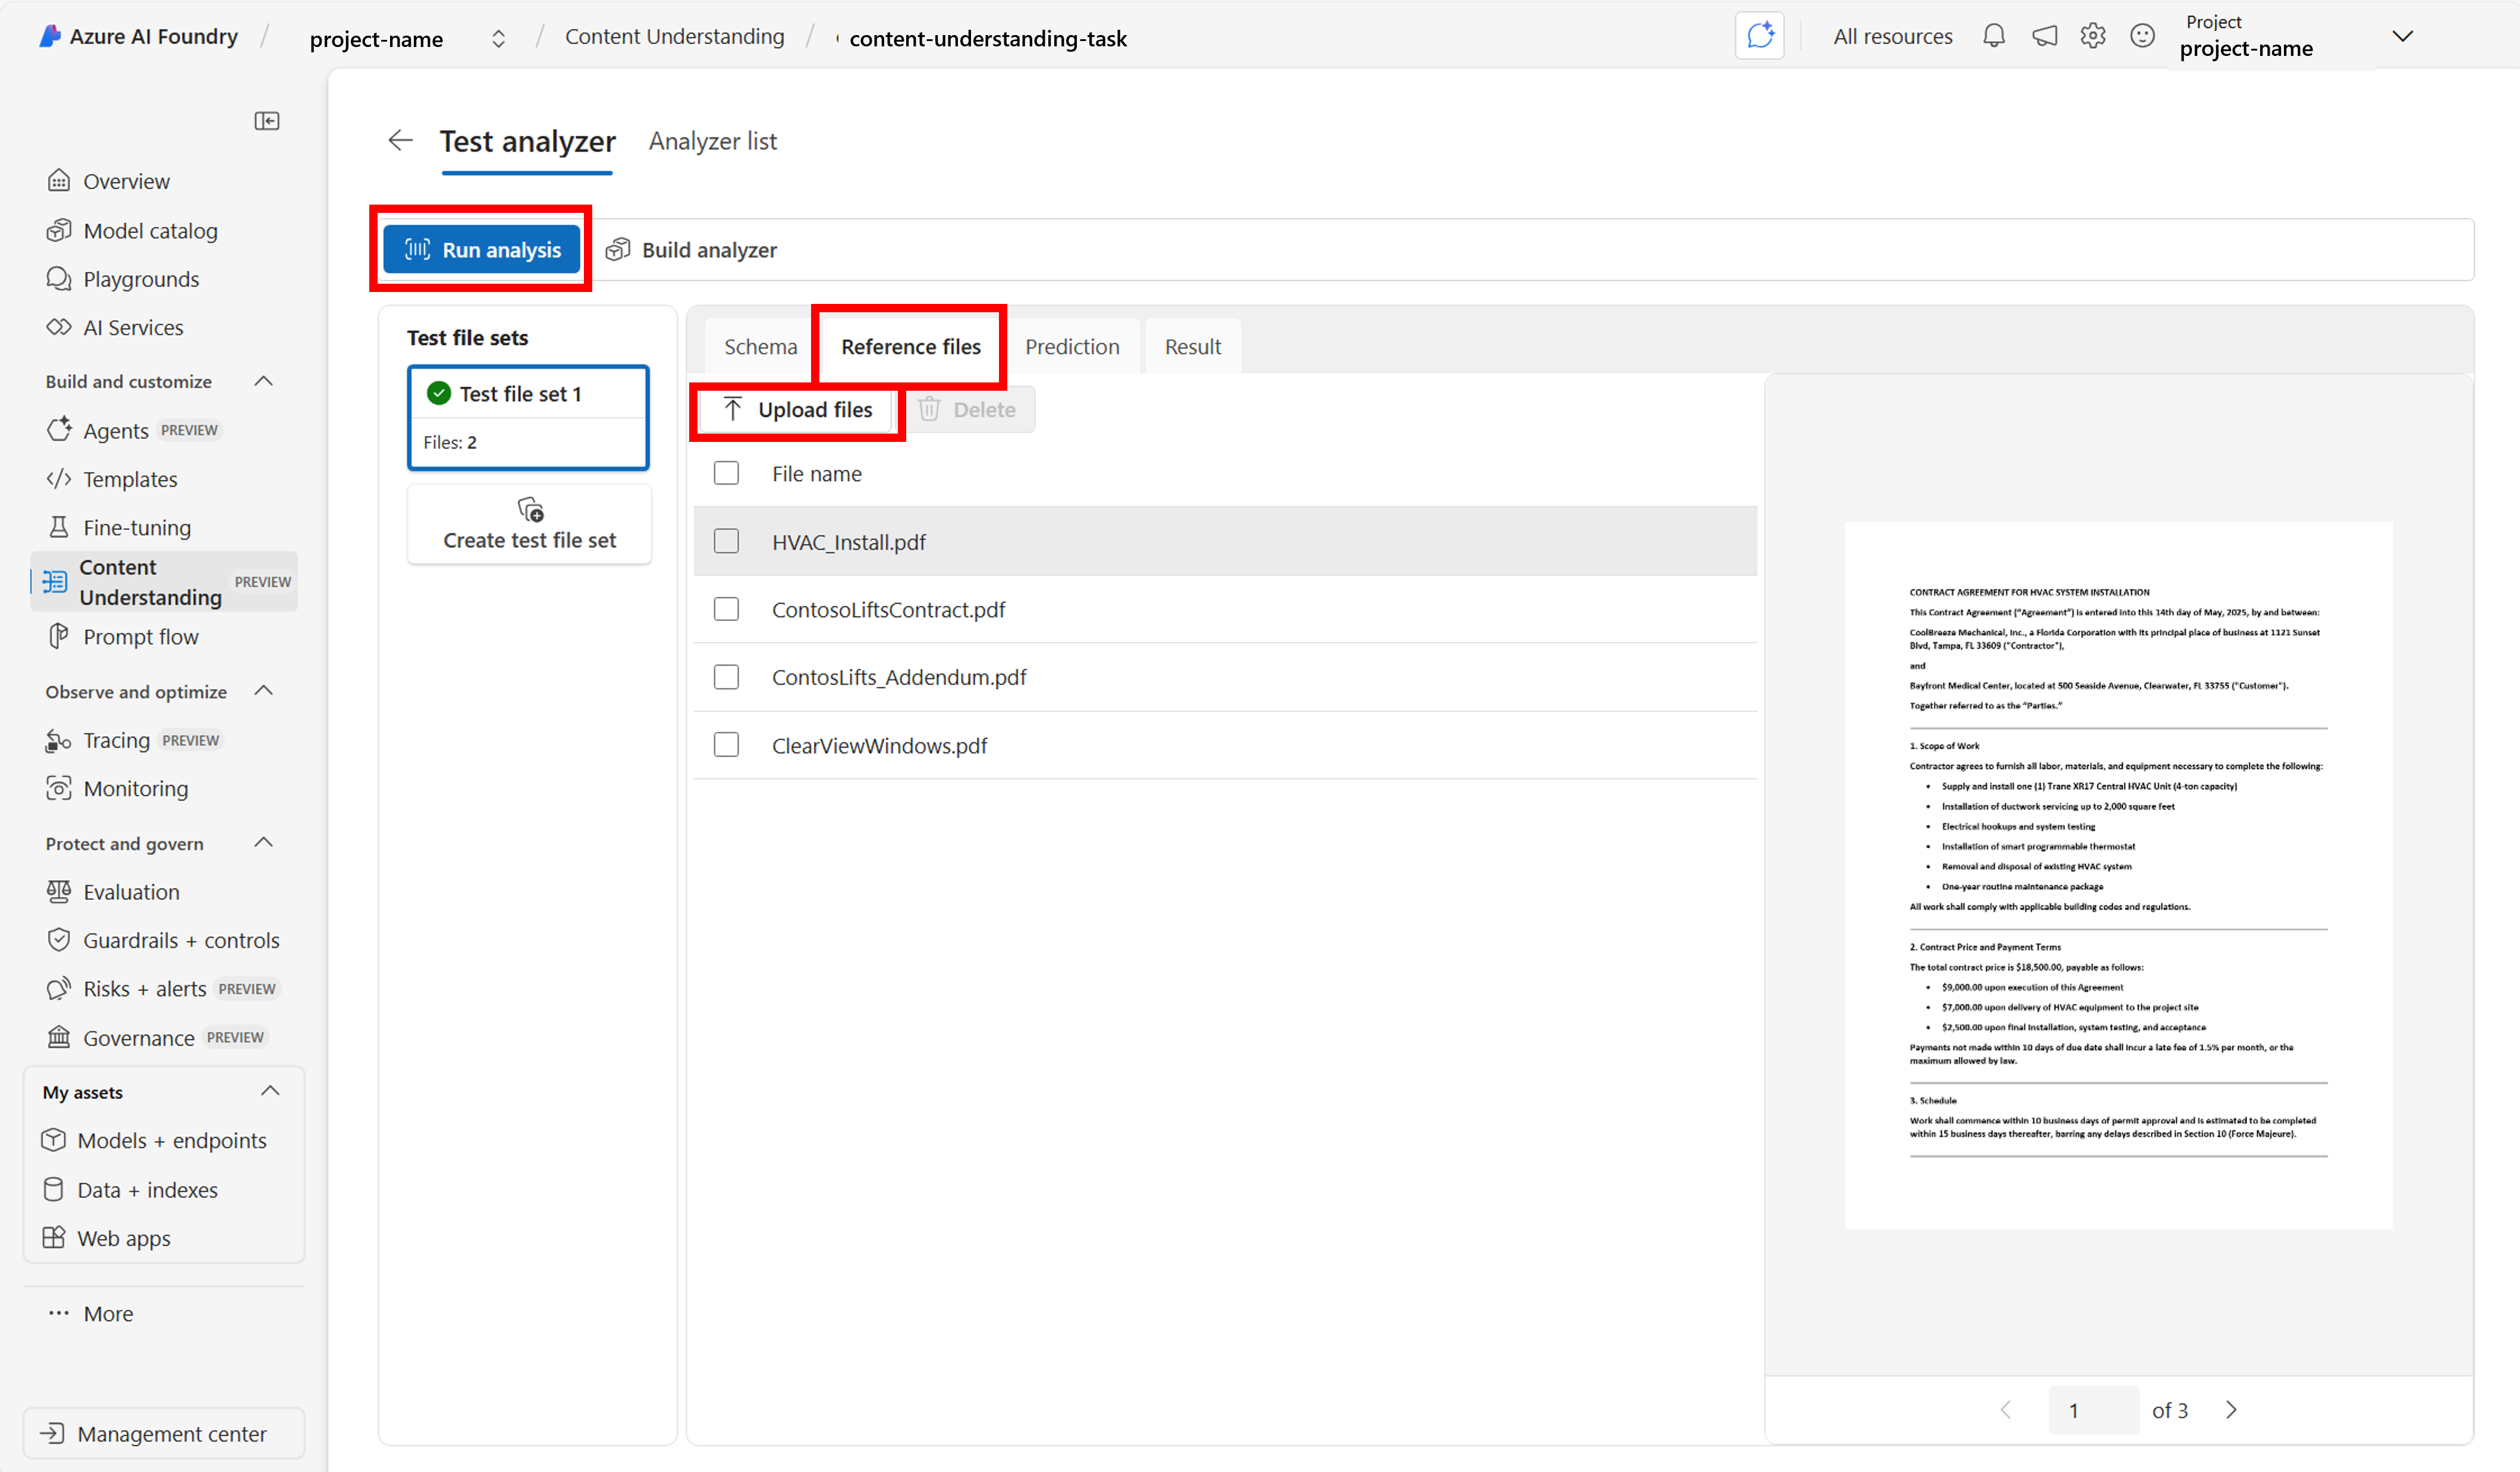 Azure AI Foundry / project-name / Content Understanding / content-understanding-task
All resources
Project
project-name
Overview
Model catalog
Playgrounds
AI Services
Build and customize
Agents PREVIEW
Templates
Fine-tuning
Content Understanding PREVIEW
Prompt flow
Observe and optimize
Tracing PREVIEW
Monitoring
Protect and govern
Evaluation
Guardrails + controls
Risks + alerts PREVIEW
Governance PREVIEW
My assets
Models + endpoints
Data + indexes
Web apps
More
Management center
Test analyzer Analyzer list
Run analysis Build analyzer
Test file sets
Test file set 1
Files: 2
Create test file set
Schema Reference files Prediction Result
Upload files Delete
File name
HVAC_Install.pdf
ContosoLiftsContract.pdf
ContosLifts_Addendum.pdf
ClearViewWindows.pdf
CONTRACT AGREEMENT FOR HVAC SYSTEM INSTALLATION
This Contract Agreement ("Agreement") is entered into this 14th day of May, 2025, by and between:
CoolBreeze Mechanical, Inc., a Florida Corporation with its principal place of business at 1121 Sunset
Blvd, Tampa, FL 33609 ("Contractor"),
and
Bayfront Medical Center, located at 500 Seaside Avenue, Clearwater, FL 33755 ("Customer").
Together referred to as the “Parties.”
1. Scope of Work
Contractor agrees to furnish all labor, materials, and equipment necessary to complete the following:
• Supply and install one (1) Trane XR17 Central HVAC Unit (4-ton capacity)
• Installation of ductwork servicing up to 2,000 square feet
• Electrical hookups and system testing
• Installation of smart programmable thermostat
• Removal and disposal of existing HVAC system
• One-year routine maintenance package
All work shall comply with applicable building codes and regulations.
2. Contract Price and Payment Terms
The total contract price is $18,500.00, payable as follows:
• $9,000.00 upon execution of this Agreement
• $7,000.00 upon delivery of HVAC equipment to the project site
• $2,500.00 upon final installation, system testing, and acceptance
Payments not made within 10 days of due date shall incur a late fee of 1.5% per month, or the
maximum allowed by law.
3. Schedule
Work shall commence within 10 business days of permit approval and is estimated to be completed
within 15 business days thereafter, barring any delays described in Section 10 (Force Majeure).
1 of 3